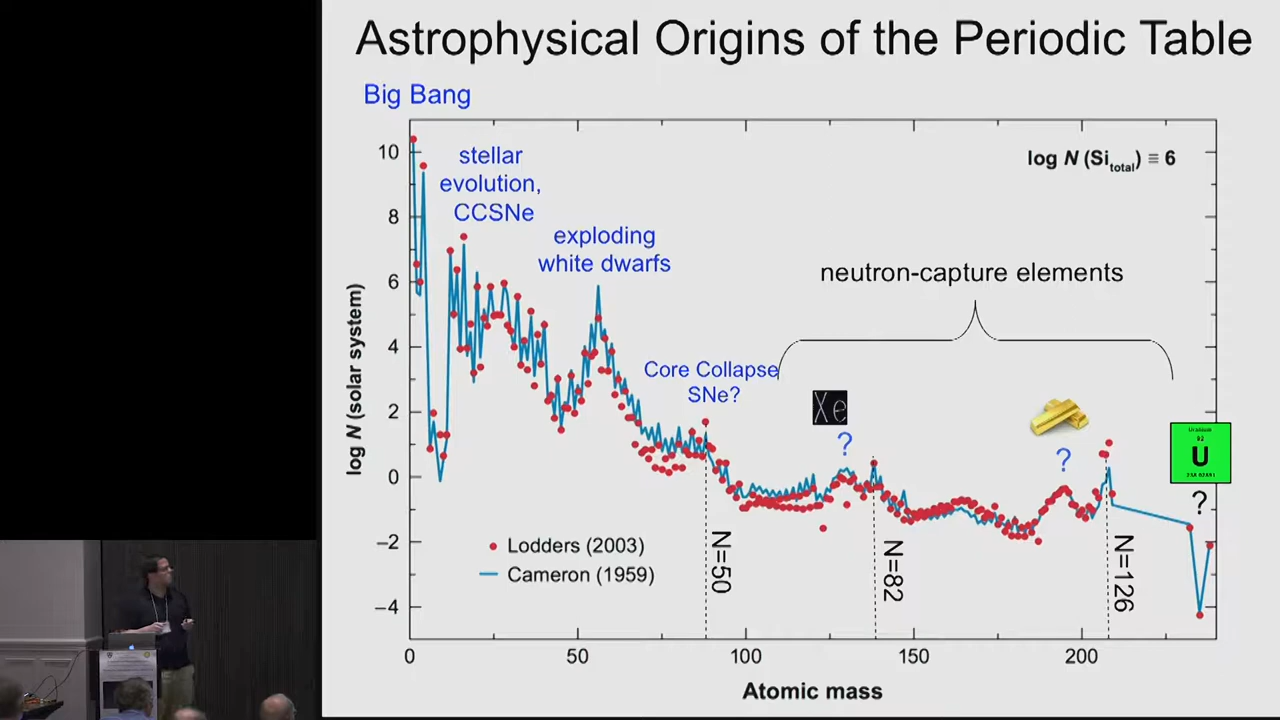 Astrophysical Origins of the Periodic Table
Big Bang
stellar
evolution,
CCSNe
exploding
white dwarfs
log N (Si_total) ≡ 6
neutron-capture elements
Core Collapse
SNe?
Xe
?
?
Uranium
92
U
?
10
8
6
4
2
0
−2
−4
log N (solar system)
Lodders (2003)
Cameron (1959)
N=50
N=82
N=126
0
50
100
150
200
Atomic mass